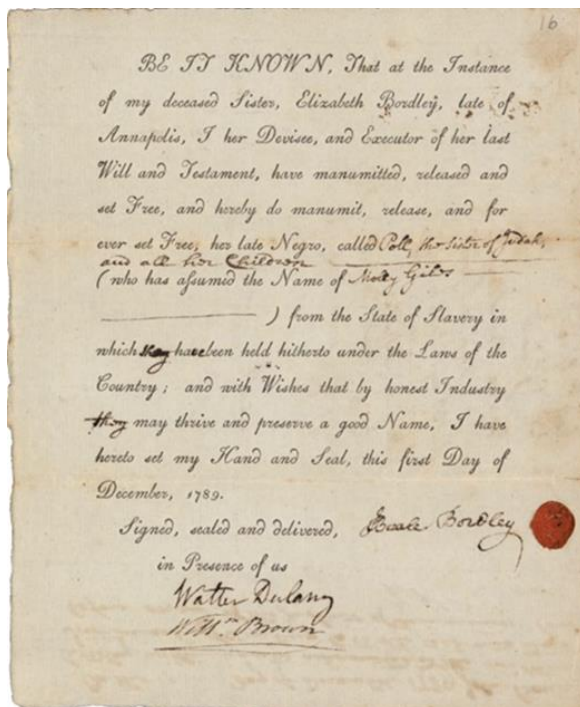 16
BE IT KNOWN, That at the Instance
of my deceased Sister, Elizabeth Bordley, late of
Annapolis, I her Devisee, and Executor of her last
Will and Testament, have manumitted, released and
set Free, and hereby do manumit, release, and for
ever set Free, her late Negro, called Poll, the Sister of
and all her Children
(who has aſsumed the Name of Molly Giles
) from the State of Slavery in
which they have been held hitherto under the Laws of the
Country; and with Wishes that by honest Industry
they may thrive and preserve a good Name, I have
hereto set my Hand and Seal, this first Day of
December, 1789.
Signed, sealed and delivered,
Beale Bordley
in Presence of us
Walter Dulany
Willm Brown